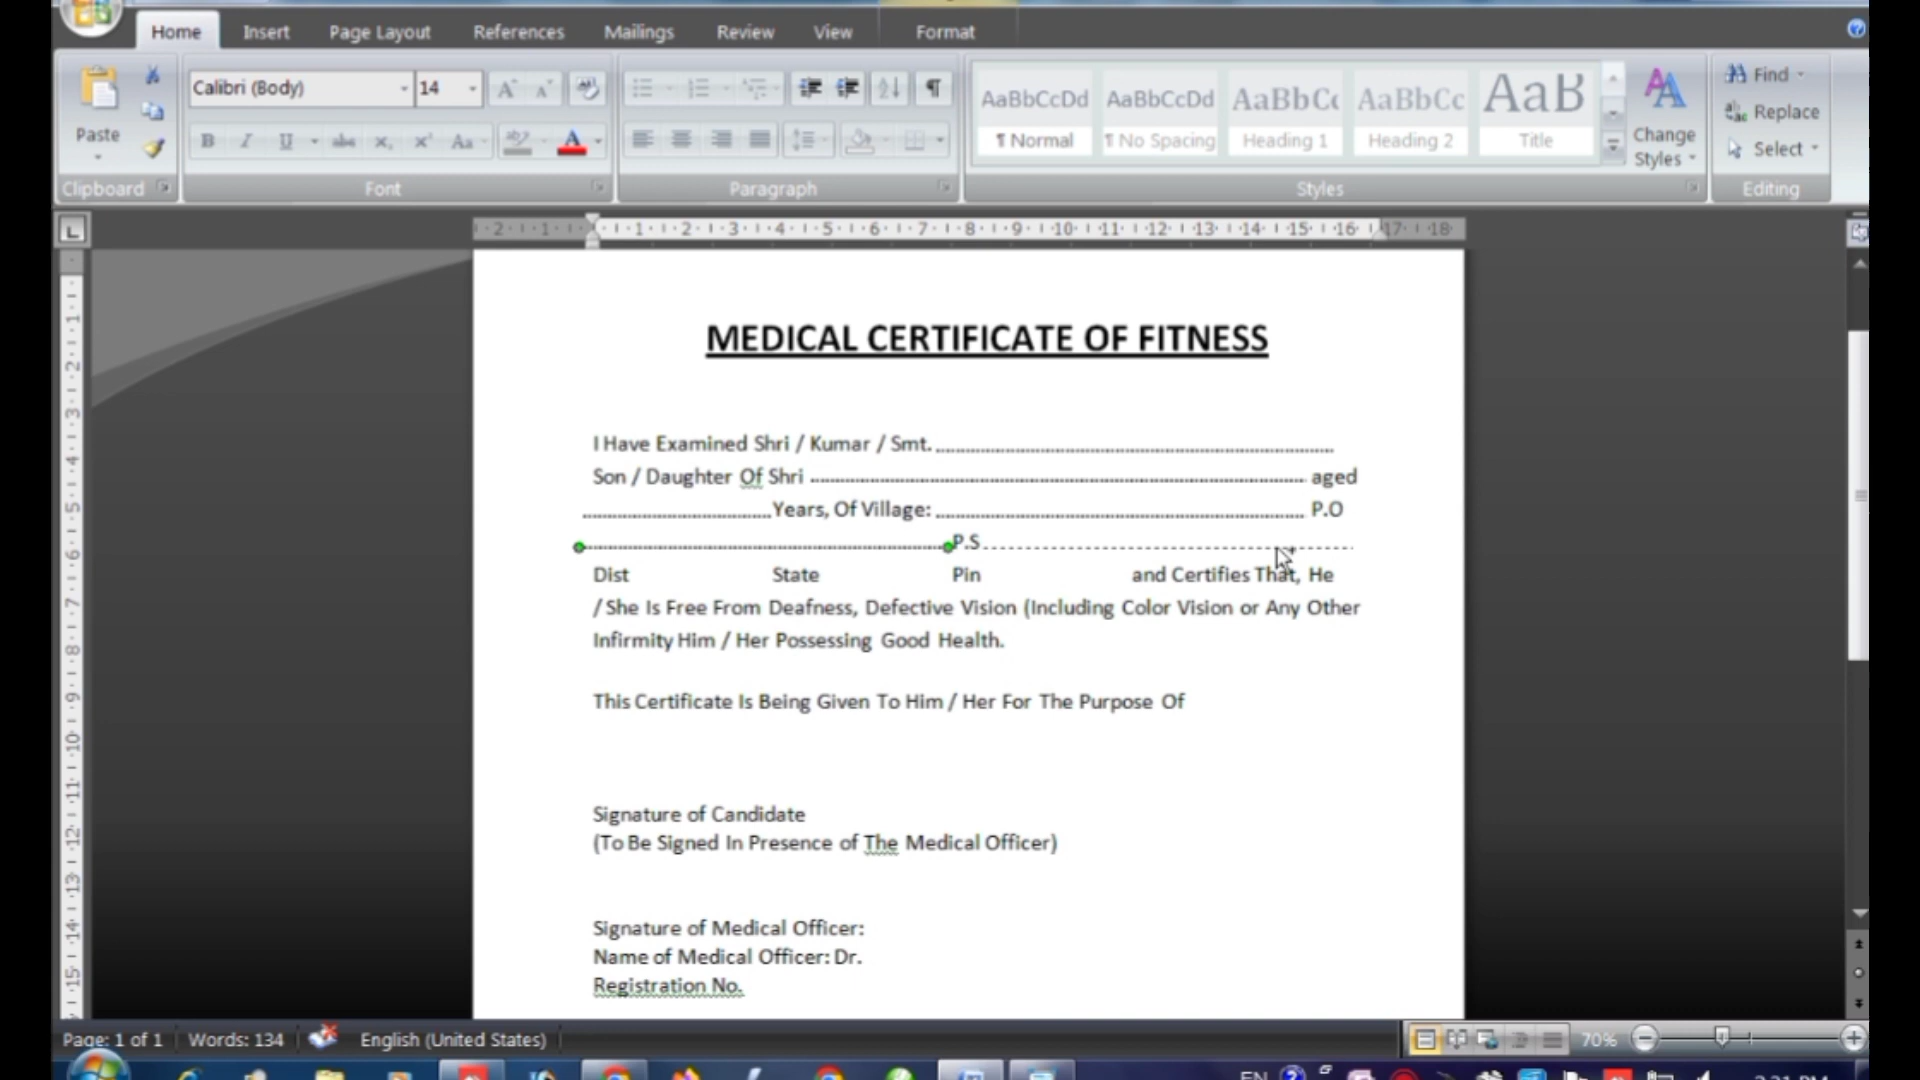 Home Insert Page Layout References Mailings Review View Format
Calibri (Body) 14
AaBbCcDd AaBbCcDd AaBbCc AaBbCc AaB
Find
Replace
Select
Paste
¶ Normal ¶ No Spacing Heading 1 Heading 2 Title
Change Styles
Clipboard Font Paragraph Styles Editing
MEDICAL CERTIFICATE OF FITNESS
I Have Examined Shri / Kumar / Smt.
Son / Daughter Of Shri aged
Years, Of Village: P.O
P.S
Dist State Pin and Certifies That, He
/ She Is Free From Deafness, Defective Vision (Including Color Vision or Any Other
Infirmity Him / Her Possessing Good Health.
This Certificate Is Being Given To Him / Her For The Purpose Of
Signature of Candidate
(To Be Signed In Presence of The Medical Officer)
Signature of Medical Officer:
Name of Medical Officer: Dr.
Registration No.
Page: 1 of 1 Words: 134 English (United States) 70%